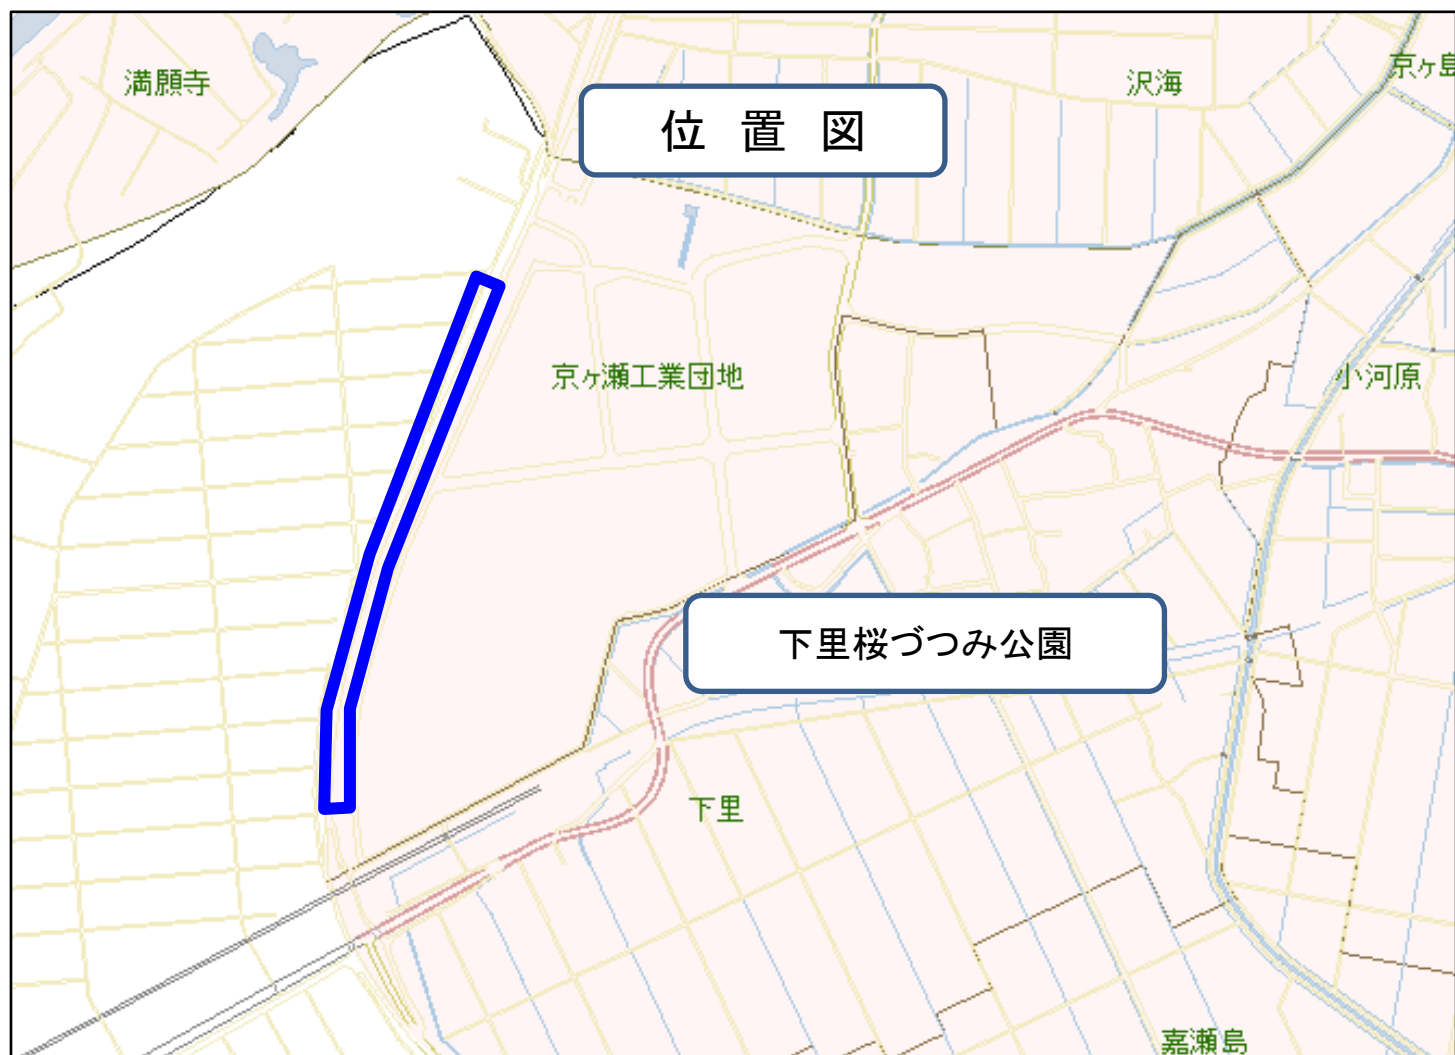 満願寺
沢海
京ヶ島
位置図
京ヶ瀬工業団地
小河原
下里桜づつみ公園
下里
嘉瀬島